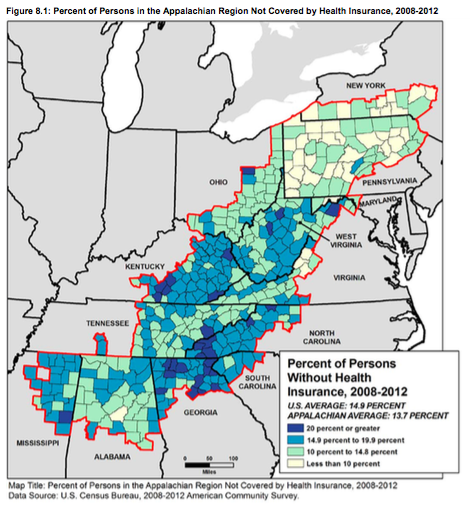 Figure 8.1: Percent of Persons in the Appalachian Region Not Covered by Health Insurance, 2008-2012
NEW YORK
OHIO
PENNSYLVANIA
MARYLAND
WEST
VIRGINIA
KENTUCKY
VIRGINIA
TENNESSEE
NORTH
CAROLINA
SOUTH
CAROLINA
GEORGIA
MISSISSIPPI
ALABAMA
Percent of Persons
Without Health
Insurance, 2008-2012
U.S. AVERAGE: 14.9 PERCENT
APPALACHIAN AVERAGE: 13.7 PERCENT
20 percent or greater
14.9 percent to 19.9 percent
10 percent to 14.8 percent
Less than 10 percent
0 50 100
Miles
Map Title: Percent of Persons in the Appalachian Region Not Covered by Health Insurance, 2008-2012
Data Source: U.S. Census Bureau, 2008-2012 American Community Survey.